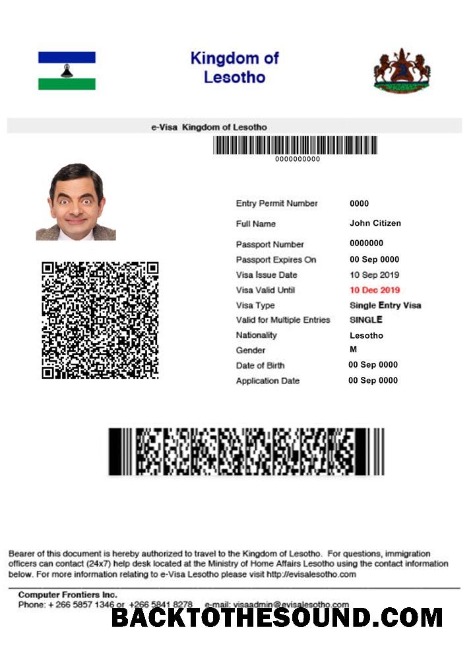 Kingdom of
Lesotho
e-Visa Kingdom of Lesotho
0000000000
Entry Permit Number 0000
Full Name John Citizen
Passport Number 0000000
Passport Expires On 00 Sep 0000
Visa Issue Date 10 Sep 2019
Visa Valid Until 10 Dec 2019
Visa Type Single Entry Visa
Valid for Multiple Entries SINGLE
Nationality Lesotho
Gender M
Date of Birth 00 Sep 0000
Application Date 00 Sep 0000
Bearer of this document is hereby authorized to travel to the Kingdom of Lesotho. For questions, immigration
officers can contact (24x7) help desk located at the Ministry of Home Affairs Lesotho using the contact information
below. For more information relating to e-Visa Lesotho please visit http://evisalesotho.com
Computer Frontiers Inc.
Phone: + 266 5857 1346 or +266 5841 8278 e-mail: visaadmin@evisalesotho.com
BACKTOTHESOUND.COM